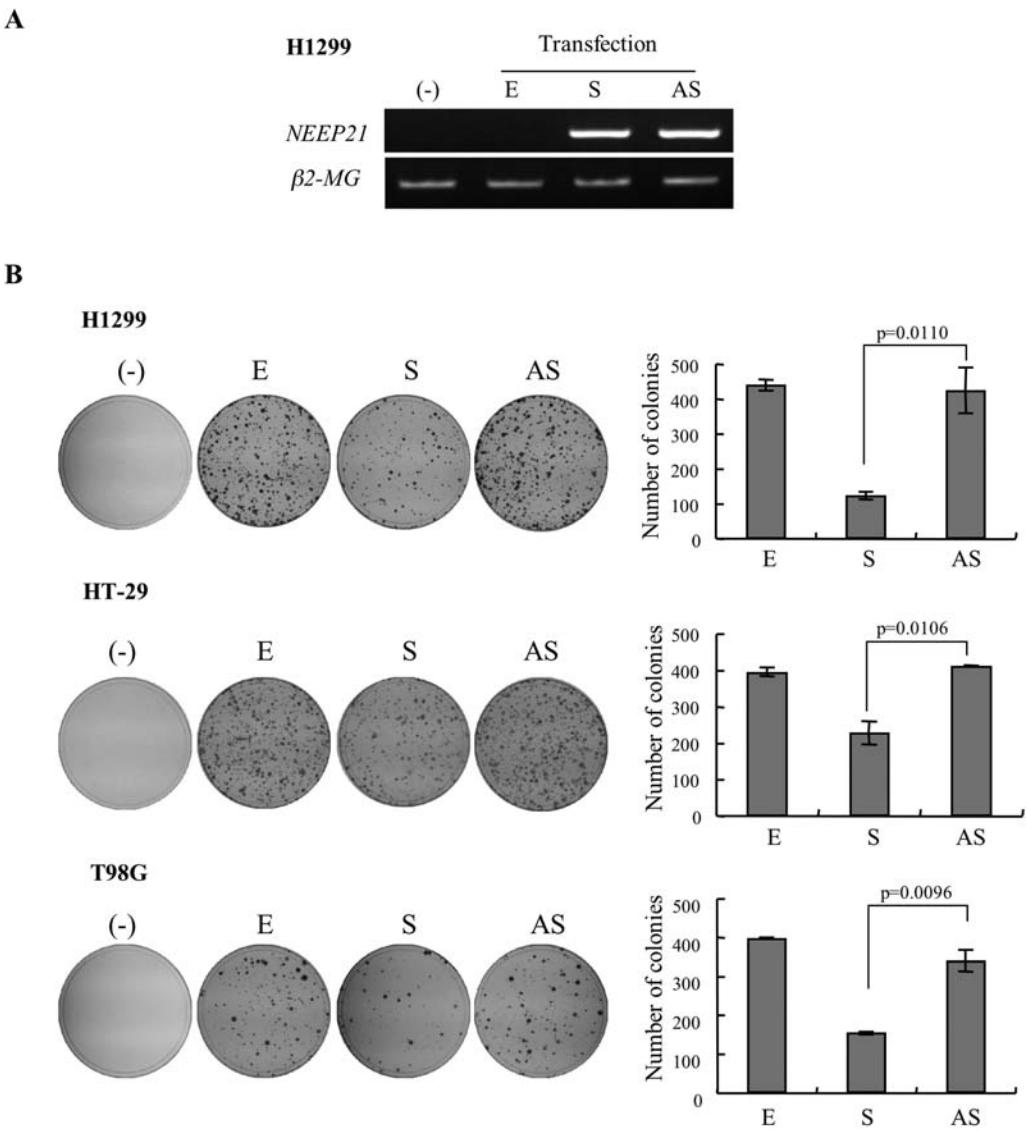 A
H1299 Transfection
(-) E S AS
NEEP21
β2-MG
B
H1299
(-) E S AS
p=0.0110
Number of colonies
500
400
300
200
100
0
E S AS
HT-29
(-) E S AS
p=0.0106
Number of colonies
500
400
300
200
100
0
E S AS
T98G
(-) E S AS
p=0.0096
Number of colonies
500
400
300
200
100
0
E S AS